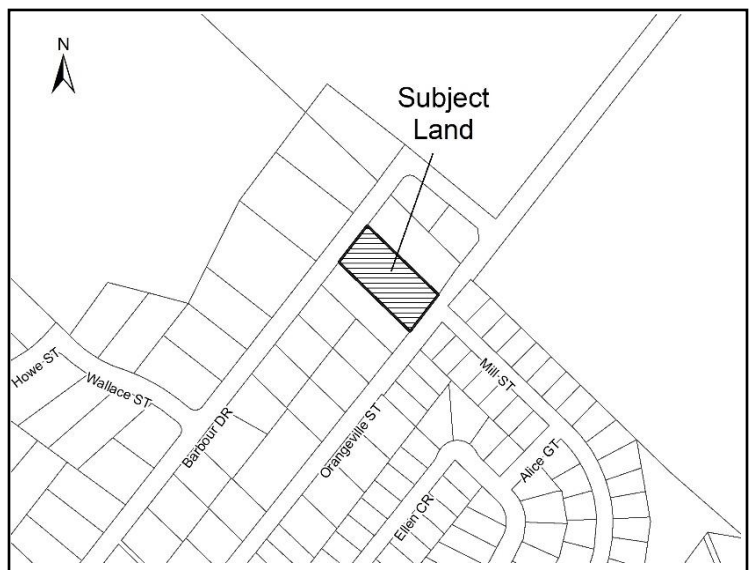 N
Subject
Land
Howe ST
Wallace ST
Barbour DR
Orangeville ST
Mill ST
Alice GT
Ellen CR